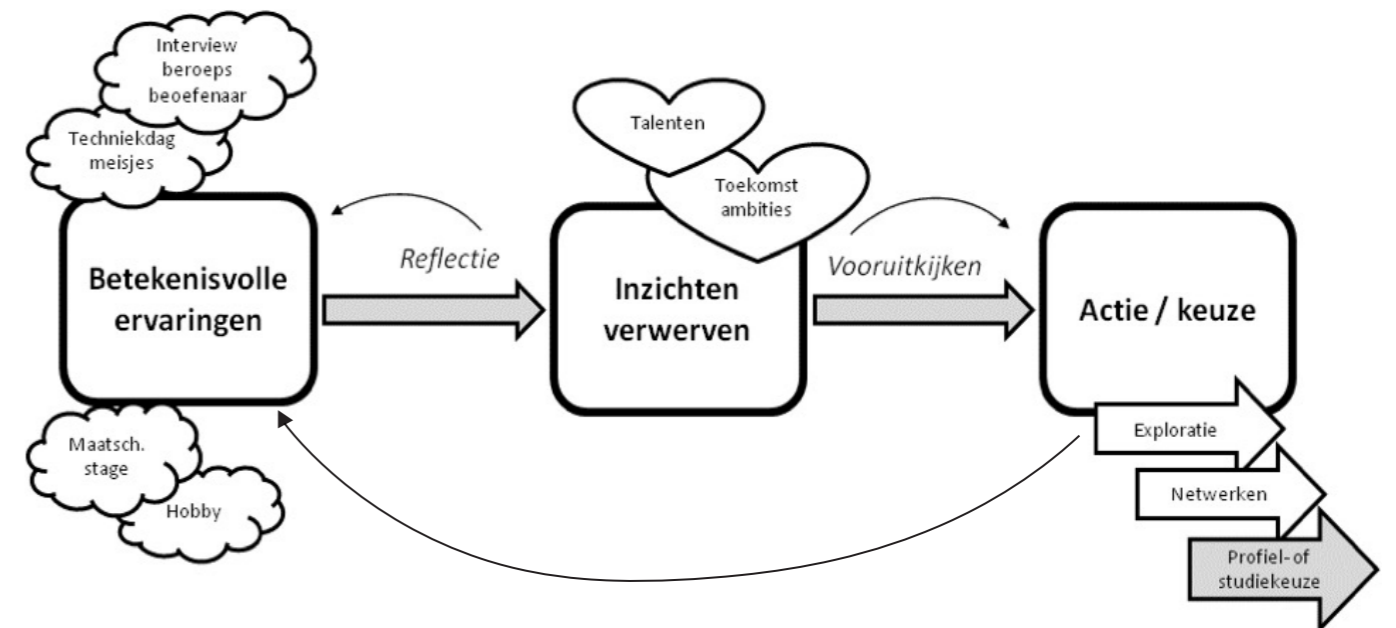 Interview
beroeps
beoefenaar
Techniekdag
meisjes
Betekenisvolle
ervaringen
Maatsch.
stage
Hobby
Reflectie
Talenten
Toekomst
ambities
Inzichten
verwerven
Vooruitkijken
Actie / keuze
Exploratie
Netwerken
Profiel- of
studiekeuze